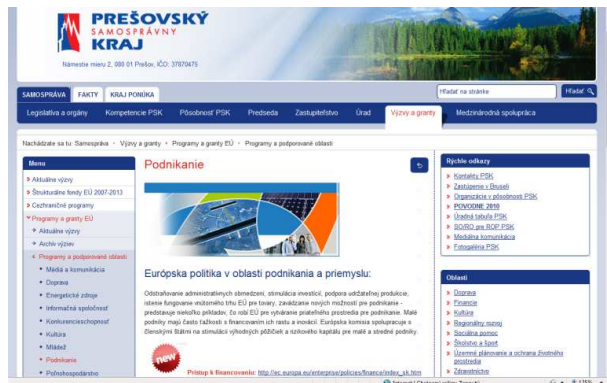 PREŠOVSKÝ
SAMOSPRÁVNY
KRAJ
Námestie mieru 2, 080 01 Prešov, IČO: 37870475
SAMOSPRÁVA FAKTY KRAJ PONÚKA
Hľadať na stránke Hľadať
Legislatíva a orgány Kompetencie PSK Pôsobnosť PSK Predseda Zastupiteľstvo Úrad Výzvy a granty Medzinárodná spolupráca
Nachádzate sa tu: Samospráva • Výzvy a granty • Programy a granty EÚ • Programy a podporované oblasti
Menu
Aktuálne výzvy
Štrukturálne fondy EÚ 2007-2013
Cezhraničné programy
Programy a granty EÚ
Aktuálne výzvy
Archív výziev
Programy a podporované oblasti
Médiá a komunikácia
Doprava
Energetické zdroje
Informačná spoločnosť
Konkurencieschopnosť
Kultúra
Mládež
Podnikanie
Poľnohospodárstvo
Podnikanie
Európska politika v oblasti podnikania a priemyslu:
Odstraňovanie administratívnych obmedzení, stimulácia investícií, podpora udržateľnej produkcie,
istenie fungovanie vnútorného trhu EÚ pre tovary, zavádzanie nových možností pre podnikanie -
predstavuje niekoľko príkladov, čo robí EÚ pre vytváranie priateľného prostredia pre podnikanie. Malé
podniky majú často ťažkosti s financovaním ich rastu a inovácií. Európska komisia spolupracuje s
členskými štátmi na stimulácii výhodných pôžičiek a rizikového kapitálu pre malé a stredné podniky.
new
Prístup k financovaniu: http://ec.europa.eu/enterprise/policies/finance/index_sk.htm
Rýchle odkazy
Kontakty PSK
Zastúpenie v Bruseli
Organizácie v pôsobnosti PSK
POVODNE 2010
Úradná tabuľa PSK
SO/RO pre ROP PSK
Mediálna komunikácia
Fotogaléria PSK
Oblasti
Doprava
Financie
Kultúra
Regionálny rozvoj
Sociálna pomoc
Školstvo a šport
Územné plánovanie a ochrana životného
prostredia
Zdravotníctvo